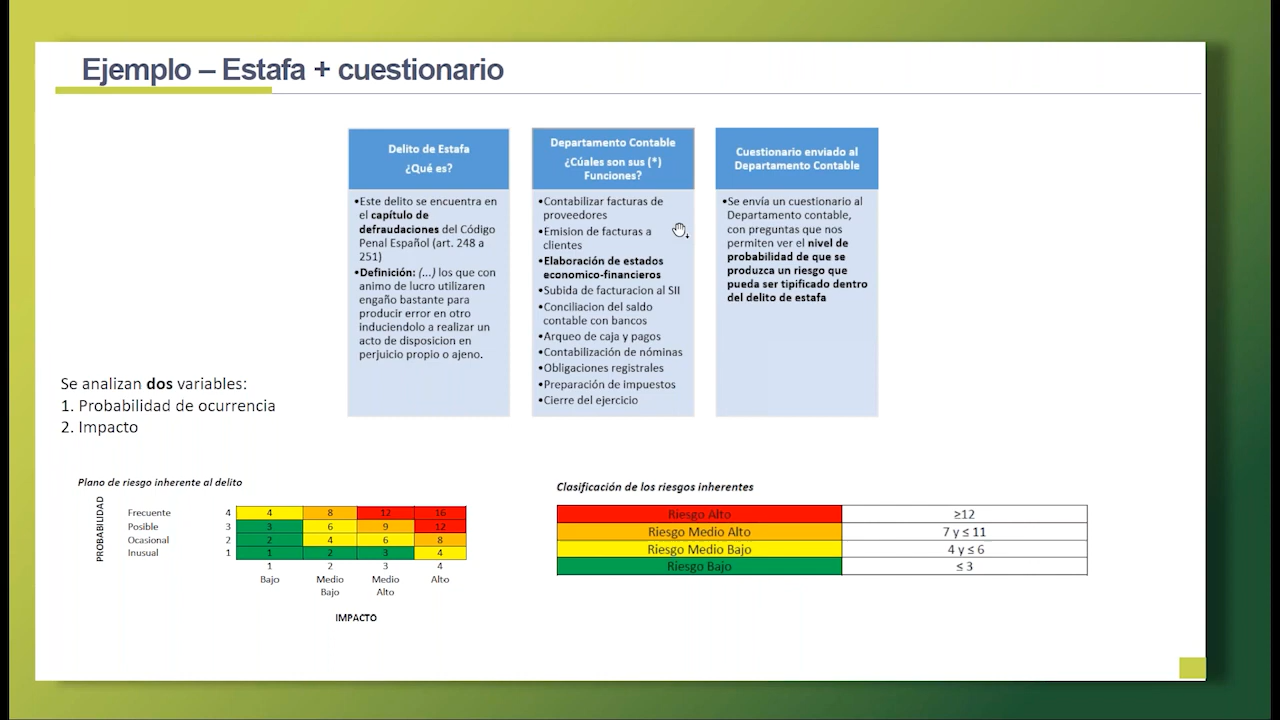 Ejemplo – Estafa + cuestionario
Delito de Estafa
¿Qué es?
•Este delito se encuentra en
el capítulo de
defraudaciones del Código
Penal Español (art. 248 a
251)
•Definición: (...) los que con
animo de lucro utilizaren
engaño bastante para
producir error en otro
induciendolo a realizar un
acto de disposicion en
perjuicio propio o ajeno.
Departamento Contable
¿Cúales son sus (*)
Funciones?
•Contabilizar facturas de
proveedores
•Emision de facturas a
clientes
•Elaboración de estados
economico-financieros
•Subida de facturacion al SII
•Conciliacion del saldo
contable con bancos
•Arqueo de caja y pagos
•Contabilización de nóminas
•Obligaciones registrales
•Preparación de impuestos
•Cierre del ejercicio
Cuestionario enviado al
Departamento Contable
•Se envía un cuestionario al
Departamento contable,
con preguntas que nos
permiten ver el nivel de
probabilidad de que se
produzca un riesgo que
pueda ser tipificado dentro
del delito de estafa
Se analizan dos variables:
1. Probabilidad de ocurrencia
2. Impacto
Plano de riesgo inherente al delito
PROBABILIDAD
Frecuente 4 4 8 12 16
Posible 3 3 6 9 12
Ocasional 2 2 4 6 8
Inusual 1 1 2 3 4
1 2 3 4
Bajo Medio Medio Alto
Bajo Alto
IMPACTO
Clasificación de los riesgos inherentes
Riesgo Alto ≥12
Riesgo Medio Alto 7 y ≤ 11
Riesgo Medio Bajo 4 y ≤ 6
Riesgo Bajo ≤ 3